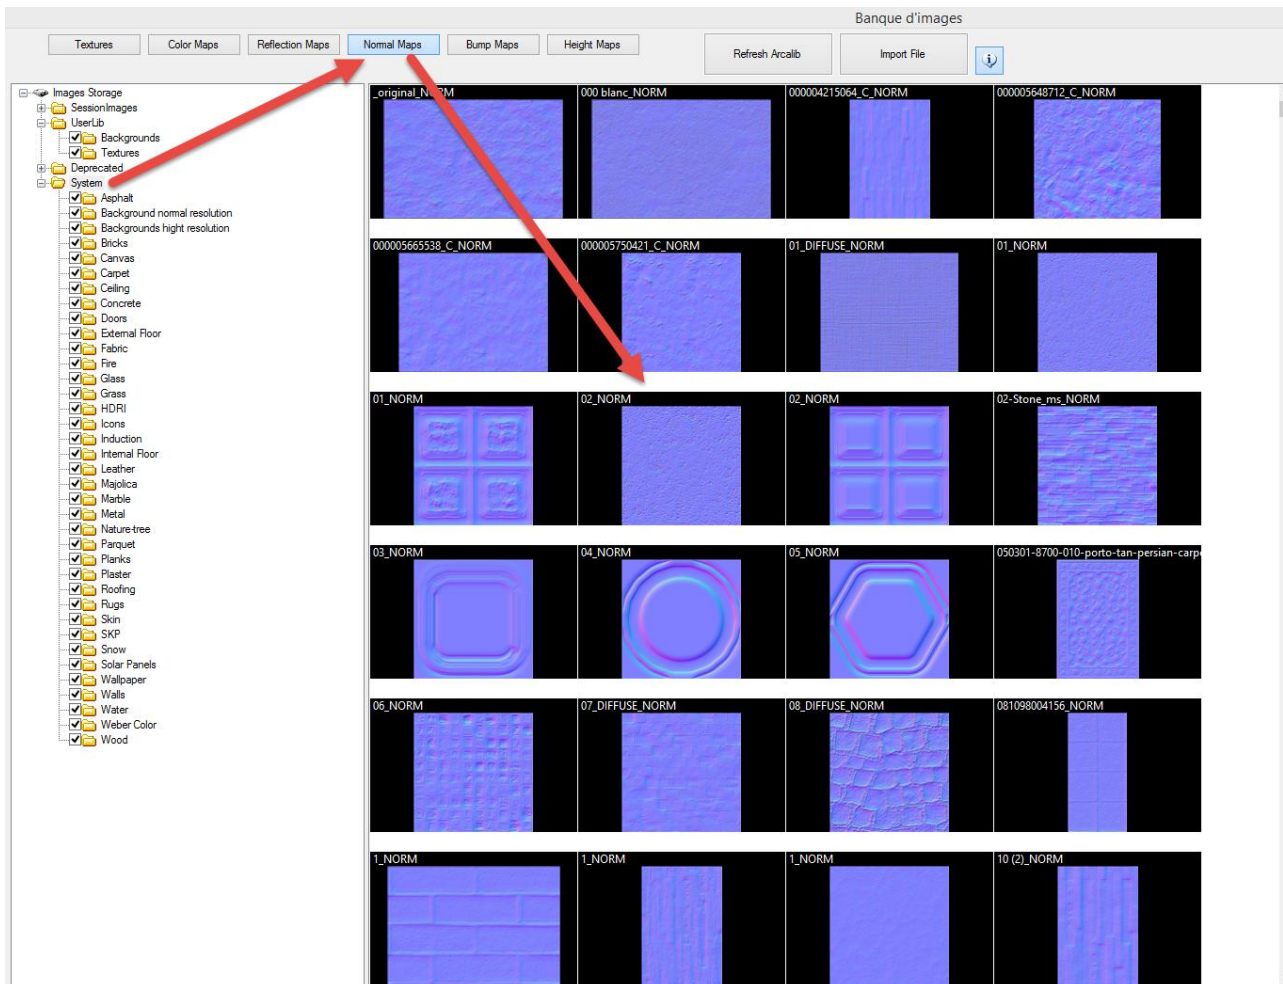 Banque d'images
Textures
Color Maps
Reflection Maps
Normal Maps
Bump Maps
Height Maps
Refresh Arcalib
Import File
Images Storage
SessionImages
UserLib
Backgrounds
Textures
Deprecated
System
Asphalt
Background normal resolution
Backgrounds hight resolution
Bricks
Canvas
Carpet
Ceiling
Concrete
Doors
External Floor
Fabric
Fire
Glass
Grass
HDRI
Icons
Induction
Internal Floor
Leather
Majolica
Marble
Metal
Nature-tree
Parquet
Planks
Plaster
Roofing
Rugs
Skin
SKP
Snow
Solar Panels
Wallpaper
Walls
Water
Weber Color
Wood
_original_NORM
000 blanc_NORM
000004215064_C_NORM
000005648712_C_NORM
000005665538_C_NORM
000005750421_C_NORM
01_DIFFUSE_NORM
01_NORM
01_NORM
02_NORM
02_NORM
02-Stone_ms_NORM
03_NORM
04_NORM
05_NORM
050301-8700-010-porto-tan-persian-carpe
06_NORM
07_DIFFUSE_NORM
08_DIFFUSE_NORM
081098004156_NORM
1_NORM
1_NORM
1_NORM
10 (2)_NORM